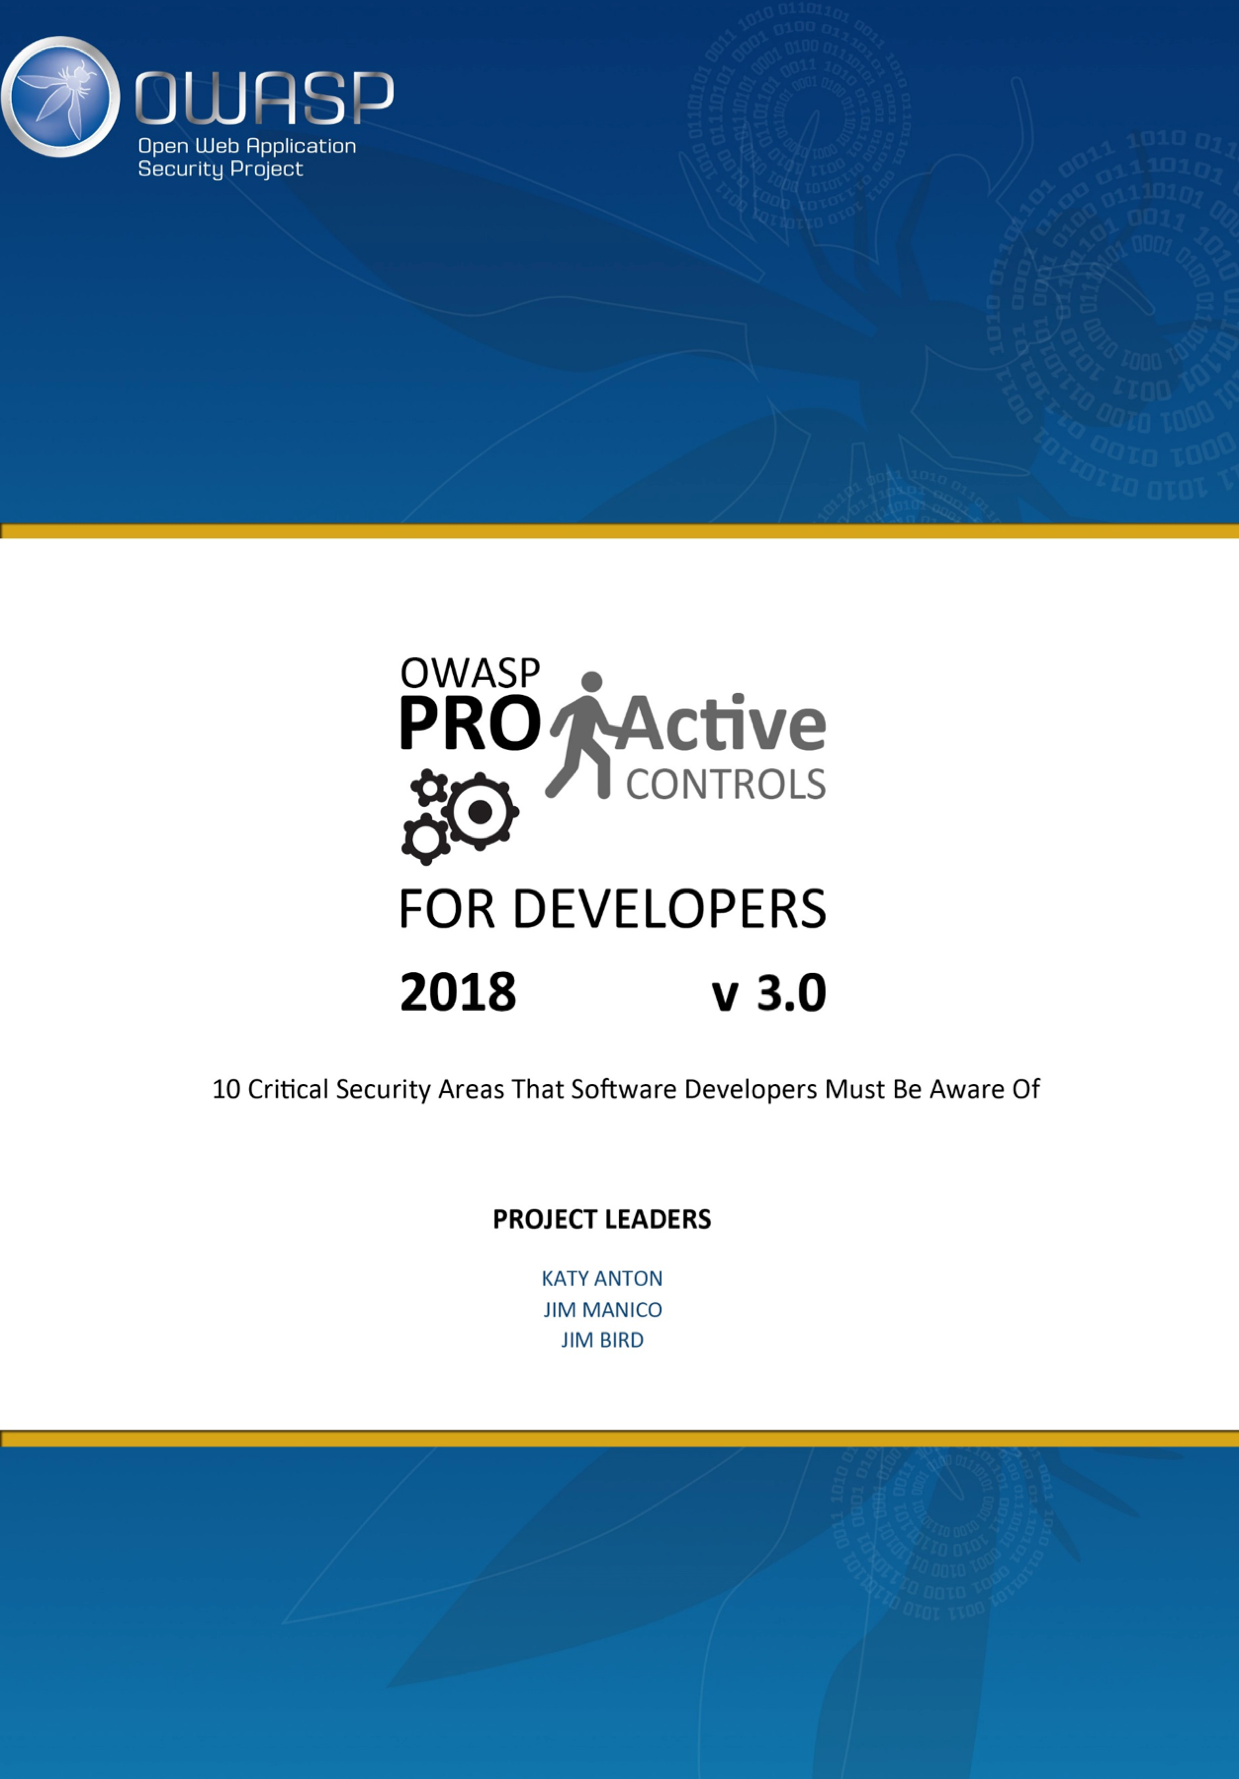 OWASP
Open Web Application
Security Project
OWASP
PRO Active
CONTROLS
FOR DEVELOPERS
2018 v 3.0
10 Critical Security Areas That Software Developers Must Be Aware Of
PROJECT LEADERS
KATY ANTON
JIM MANICO
JIM BIRD